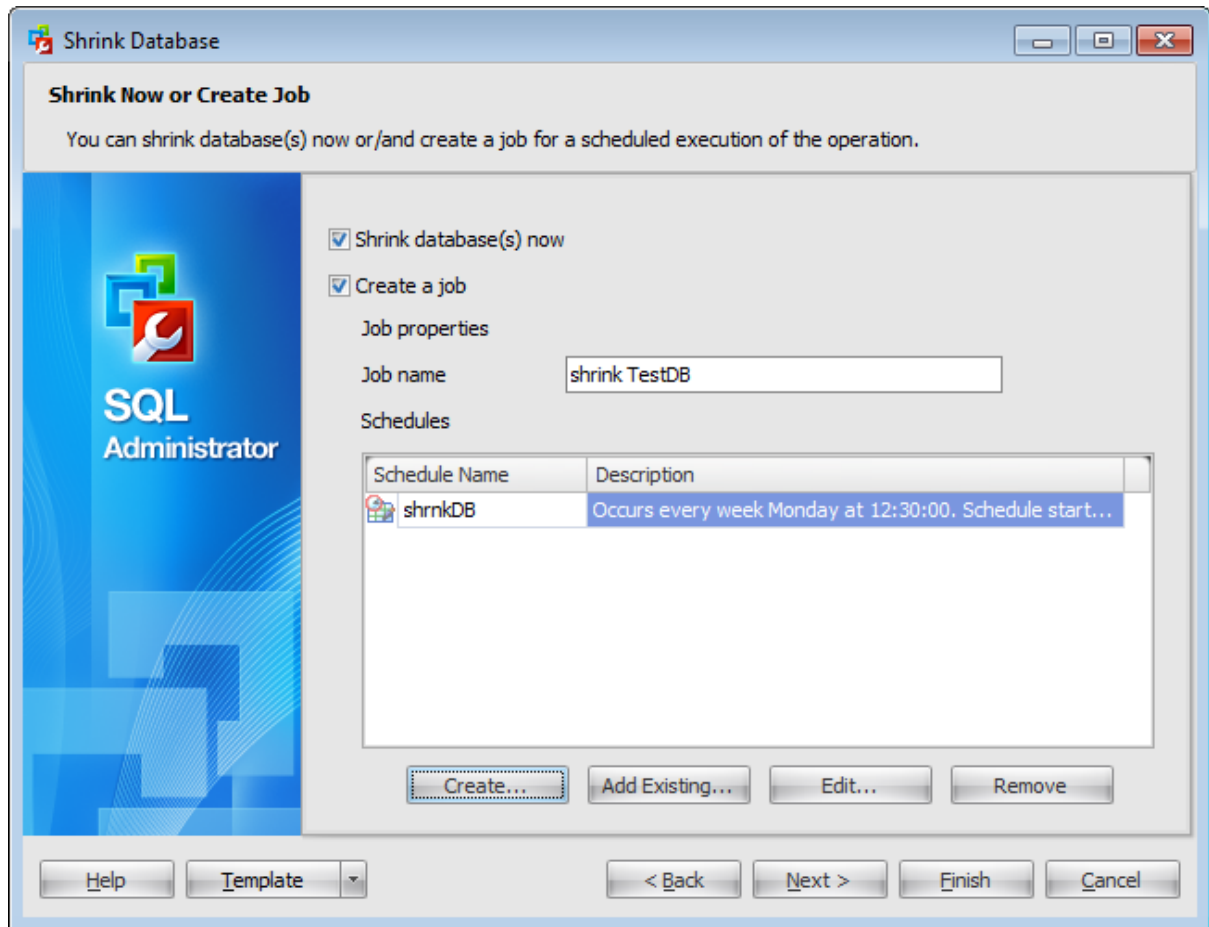 Shrink Database
Shrink Now or Create Job
You can shrink database(s) now or/and create a job for a scheduled execution of the operation.
SQL
Administrator
Shrink database(s) now
Create a job
Job properties
Job name shrink TestDB
Schedules
Schedule Name Description
shrnkDB Occurs every week Monday at 12:30:00. Schedule start...
Create... Add Existing... Edit... Remove
Help Template < Back Next > Finish Cancel